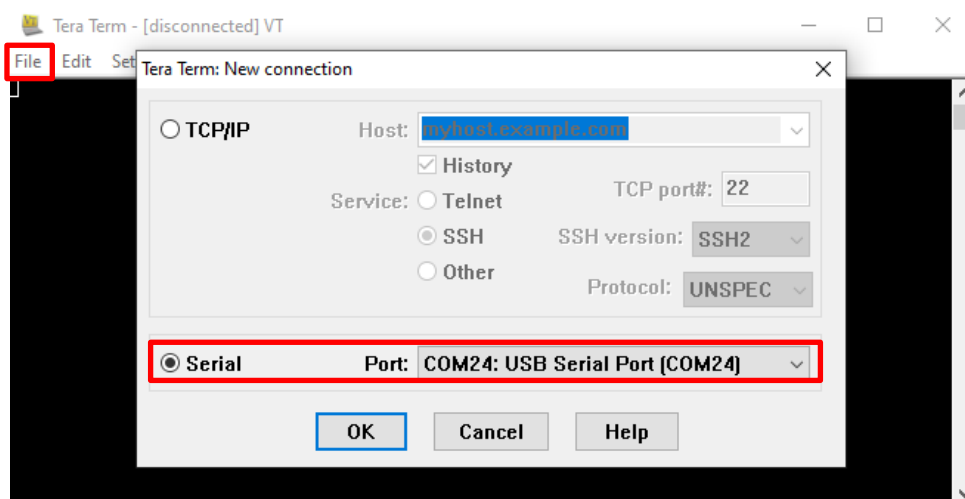 Tera Term - [disconnected] VT
File Edit Set
Tera Term: New connection
TCP/IP Host: myhost.example.com
History
Service: Telnet TCP port#: 22
SSH SSH version: SSH2
Other Protocol: UNSPEC
Serial Port: COM24: USB Serial Port (COM24)
OK Cancel Help